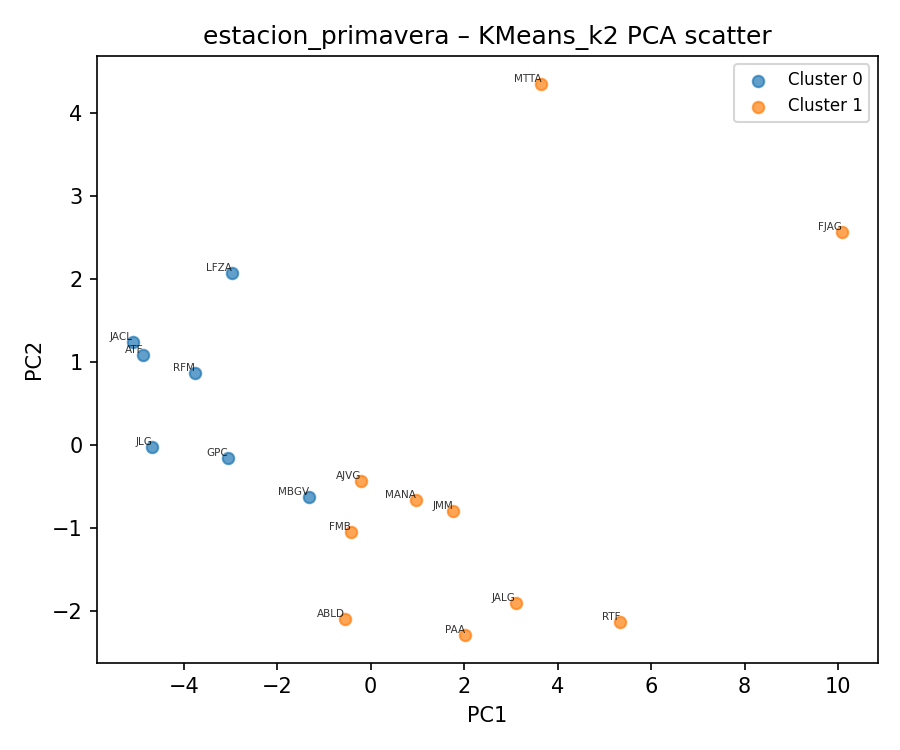 estacion_primavera – KMeans_k2 PCA scatter
Cluster 0
Cluster 1
MTTA
FJAG
LFZA
JACL
ATF
RFM
JLG
GPC
MBGV
AJVG
MANA
JMM
FMB
ABLD
PAA
JALG
RTF
4
3
2
1
0
−1
−2
PC2
−4
−2
0
2
4
6
8
10
PC1